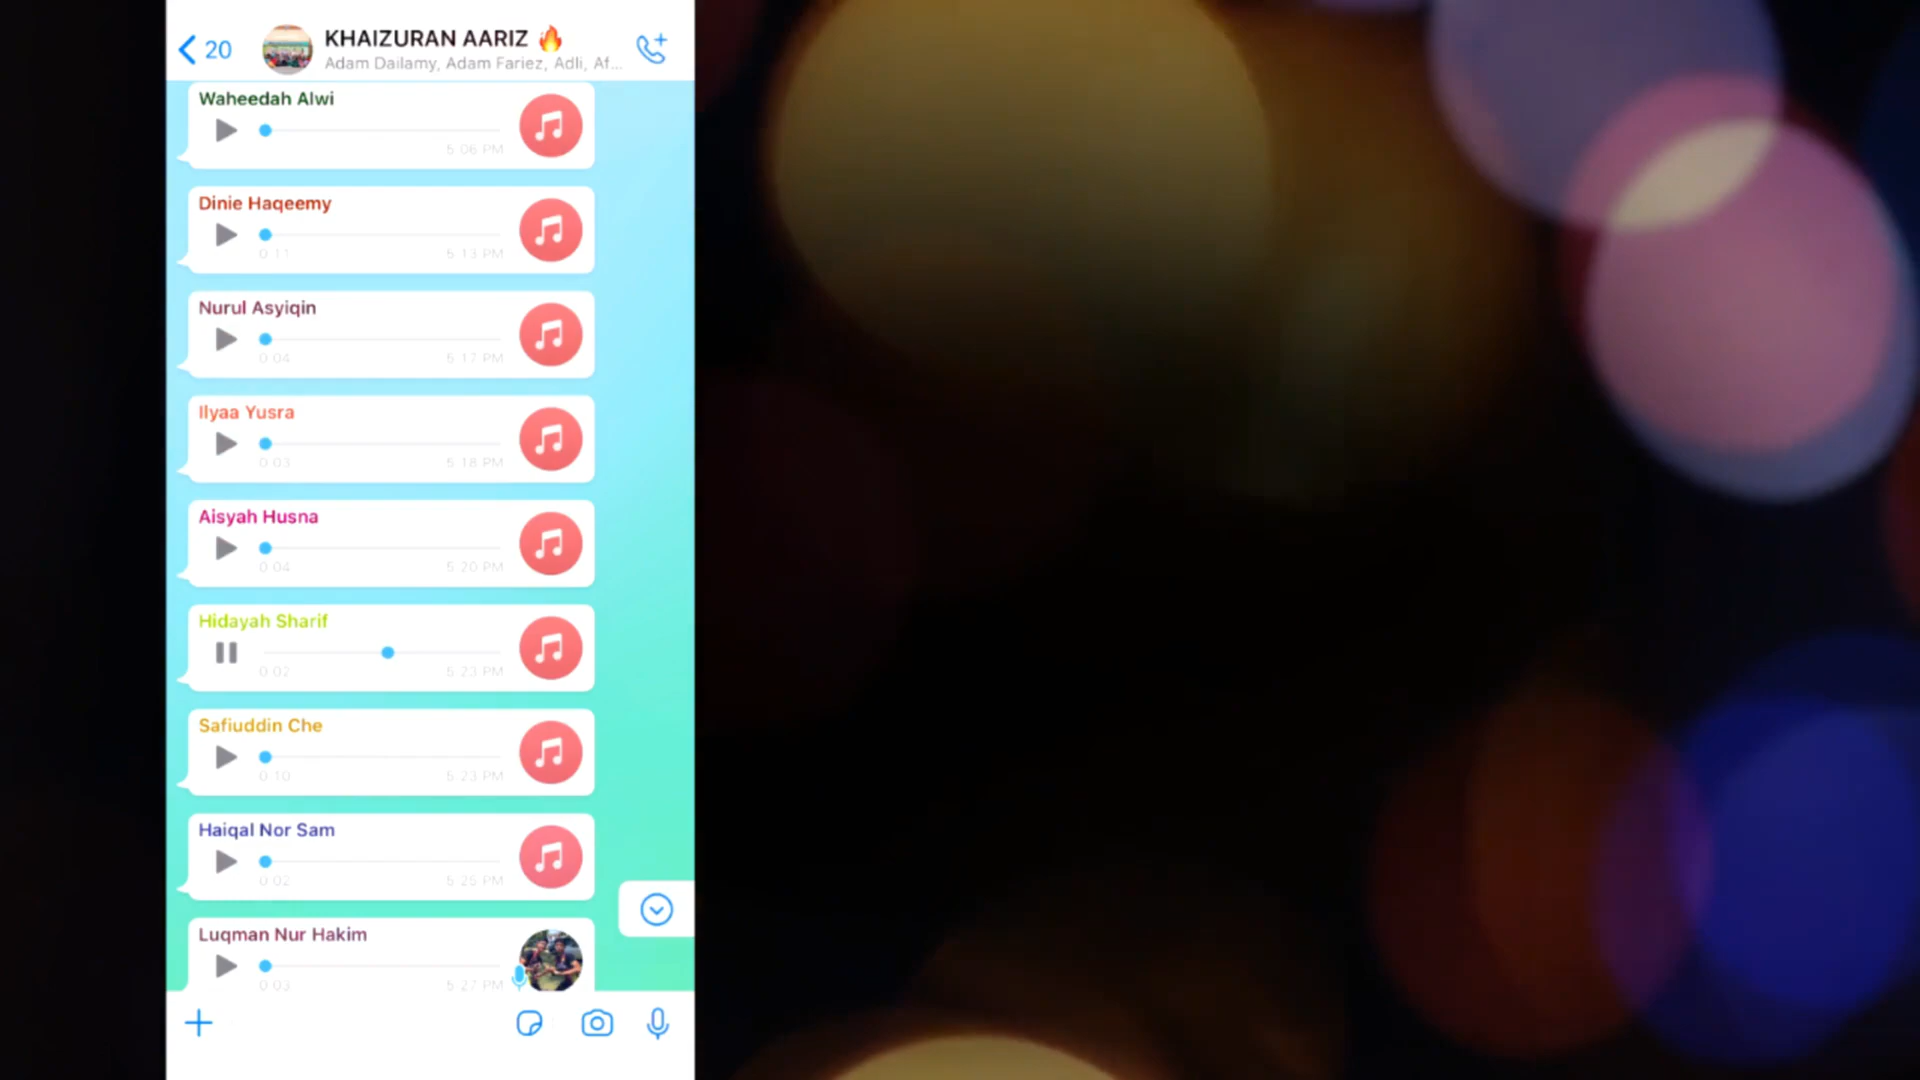 20
KHAIZURAN AARIZ 🔥
Adam Dailamy, Adam Fariez, Adli, Af...
Waheedah Alwi
5:06 PM
Dinie Haqeemy
0:11 5:13 PM
Nurul Asyiqin
0:04 5:17 PM
Ilyaa Yusra
0:03 5:18 PM
Aisyah Husna
0:04 5:20 PM
Hidayah Sharif
0:02 5:23 PM
Safiuddin Che
0:10 5:23 PM
Haiqal Nor Sam
0:02 5:25 PM
Luqman Nur Hakim
0:03 5:27 PM